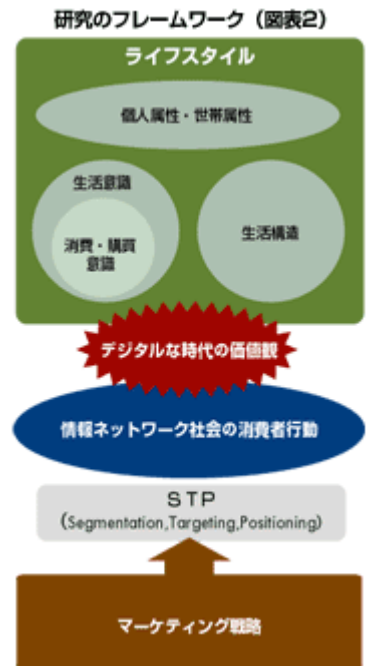 研究のフレームワーク（図表2）
ライフスタイル
個人属性・世帯属性
生活意識
消費・購買
意識
生活構造
デジタルな時代の価値観
情報ネットワーク社会の消費者行動
STP
(Segmentation,Targeting,Positioning)
マーケティング戦略